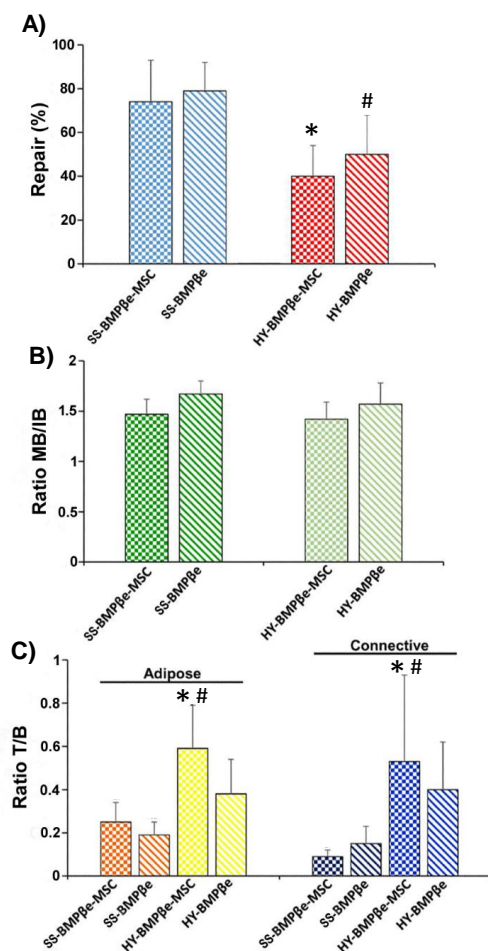 A)
Repair (%)
100
80
60
40
20
0
*
#
SS-BMPβe-MSC
SS-BMPβe
HY-BMPβe-MSC
HY-BMPβe
B)
Ratio MB/IB
2
1.5
1
0.5
0
SS-BMPβe-MSC
SS-BMPβe
HY-BMPβe-MSC
HY-BMPβe
C)
Adipose
Connective
Ratio T/B
1
0.8
0.6
0.4
0.2
0
* #
* #
SS-BMPβe-MSC
SS-BMPβe
HY-BMPβe-MSC
HY-BMPβe
SS-BMPβe-MSC
SS-BMPβe
HY-BMPβe-MSC
HY-BMPβe